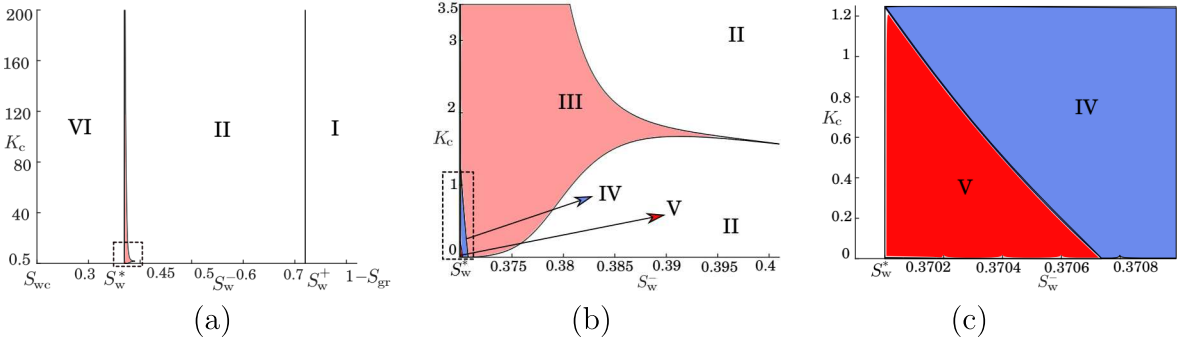 200
160
120
K_c
80
40
0.5
VI
II
I
S_wc
0.3
S_w^*
0.45
0.5
S_w^-
0.6
0.7
S_w^+
1-S_gr
(a)
3.5
3
2
K_c
1
0
II
III
IV
V
II
S_w^*
0.375
0.38
0.385
S_w^-
0.39
0.395
0.4
(b)
1.2
1
0.8
K_c
0.6
0.4
0.2
0
IV
V
S_w^*
0.3702
0.3704
S_w^-
0.3706
0.3708
(c)